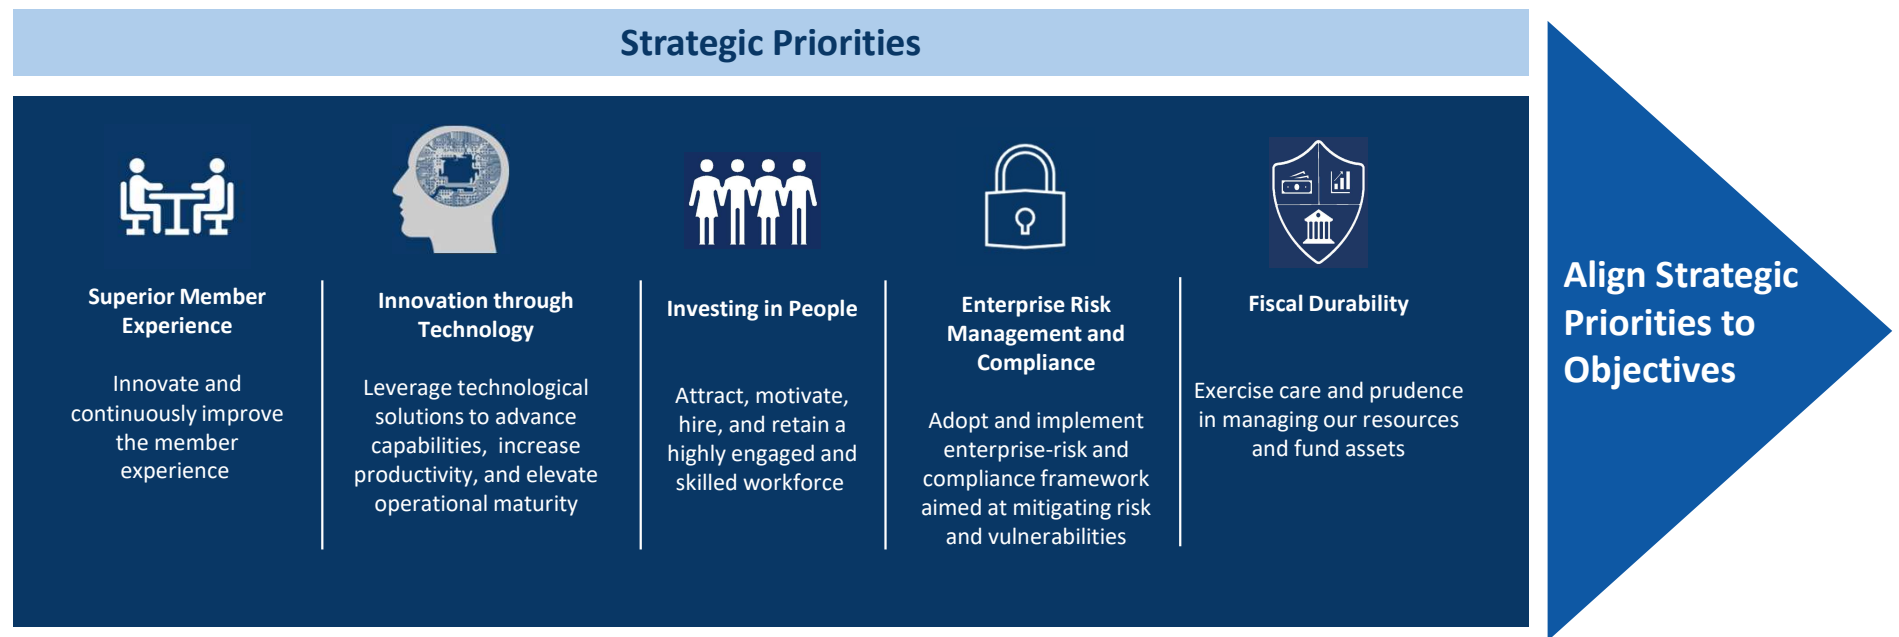 Strategic Priorities
Superior Member
Experience
Innovate and
continuously improve
the member
experience
Innovation through
Technology
Leverage technological
solutions to advance
capabilities, increase
productivity, and elevate
operational maturity
Investing in People
Attract, motivate,
hire, and retain a
highly engaged and
skilled workforce
Enterprise Risk
Management and
Compliance
Adopt and implement
enterprise-risk and
compliance framework
aimed at mitigating risk
and vulnerabilities
Fiscal Durability
Exercise care and prudence
in managing our resources
and fund assets
Align Strategic
Priorities to
Objectives